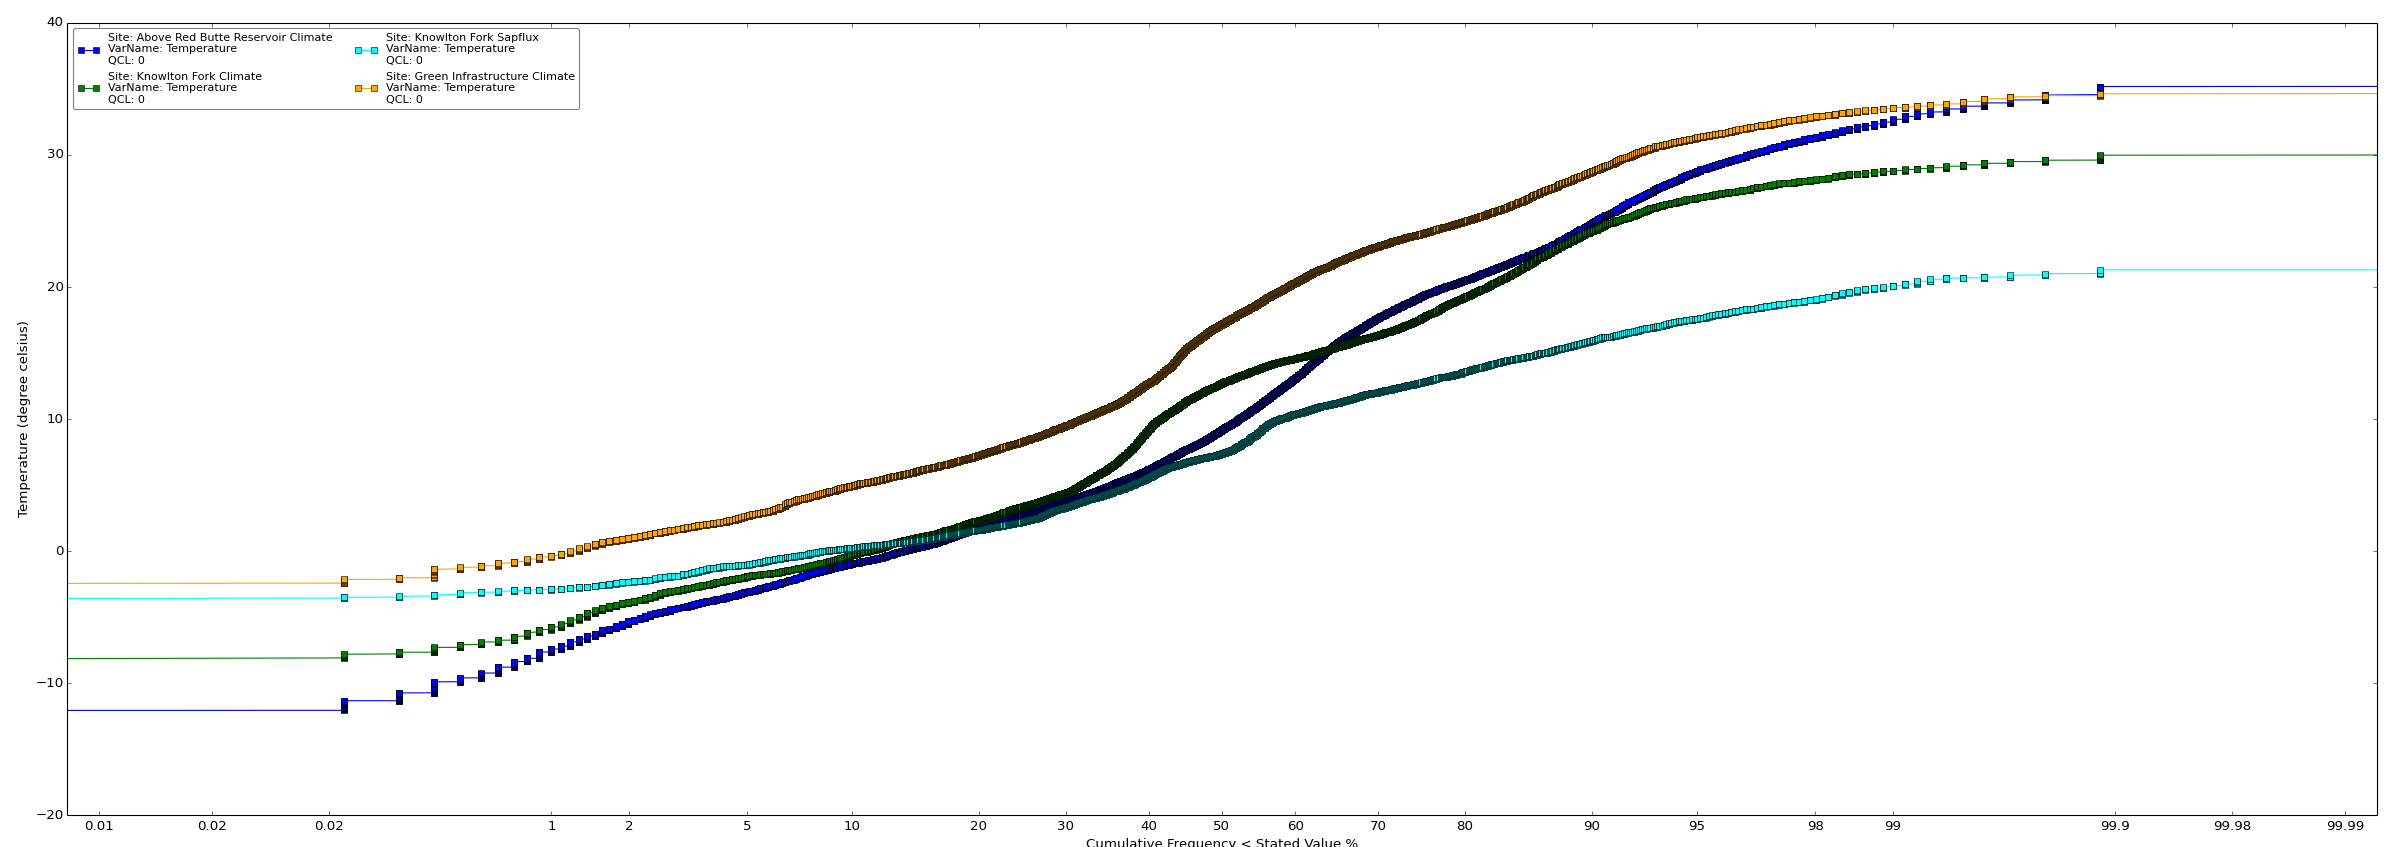 Site: Above Red Butte Reservoir Climate
VarName: Temperature
QCL: 0
Site: Knowlton Fork Climate
VarName: Temperature
QCL: 0
Site: Knowlton Fork Sapflux
VarName: Temperature
QCL: 0
Site: Green Infrastructure Climate
VarName: Temperature
QCL: 0
Temperature (degree celsius)
40
30
20
10
0
−10
−20
0.01 0.02 0.02 1 2 5 10 20 30 40 50 60 70 80 90 95 98 99 99.9 99.98 99.99
Cumulative Frequency < Stated Value %